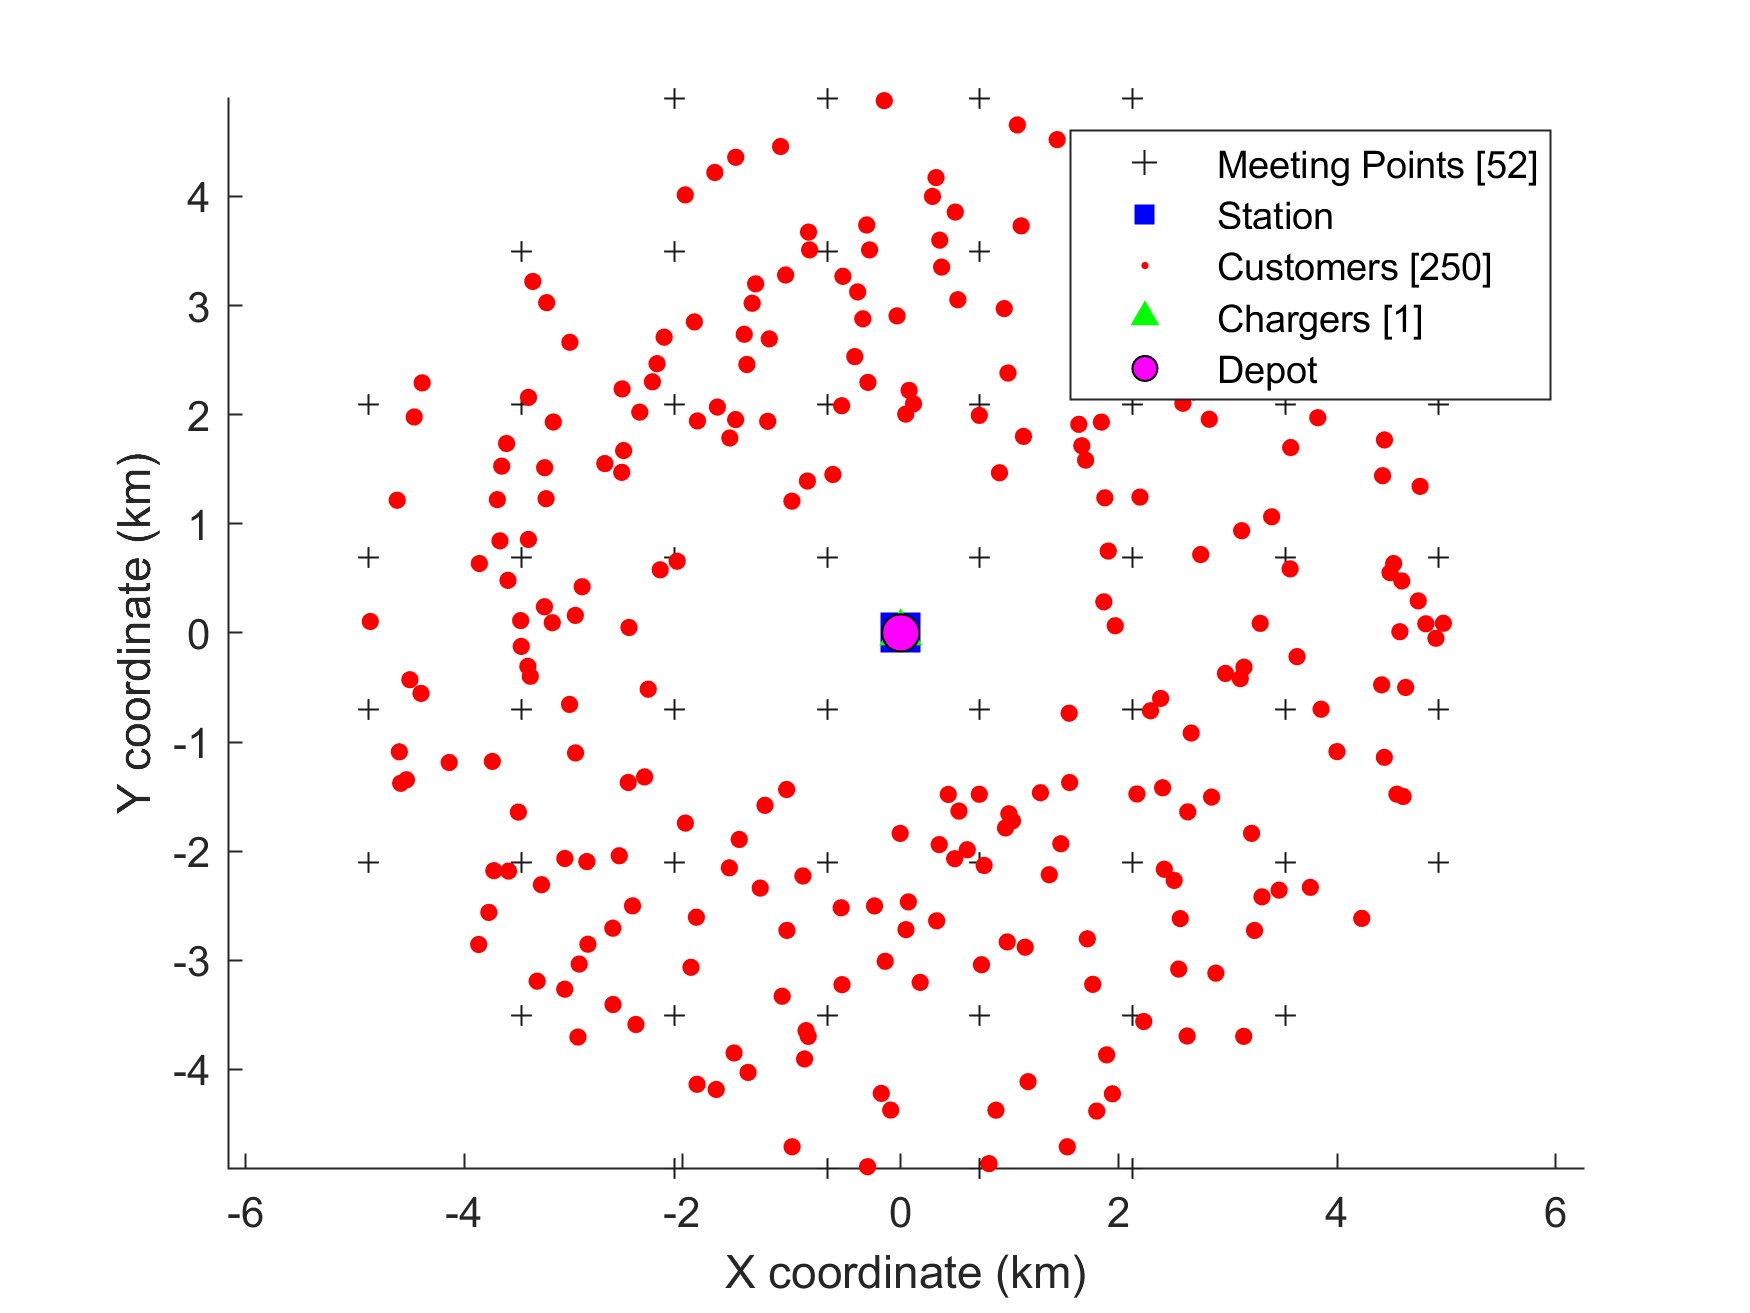 Meeting Points [52]
Station
Customers [250]
Chargers [1]
Depot
4
3
2
1
0
-1
-2
-3
-4
Y coordinate (km)
-6 -4 -2 0 2 4 6
X coordinate (km)